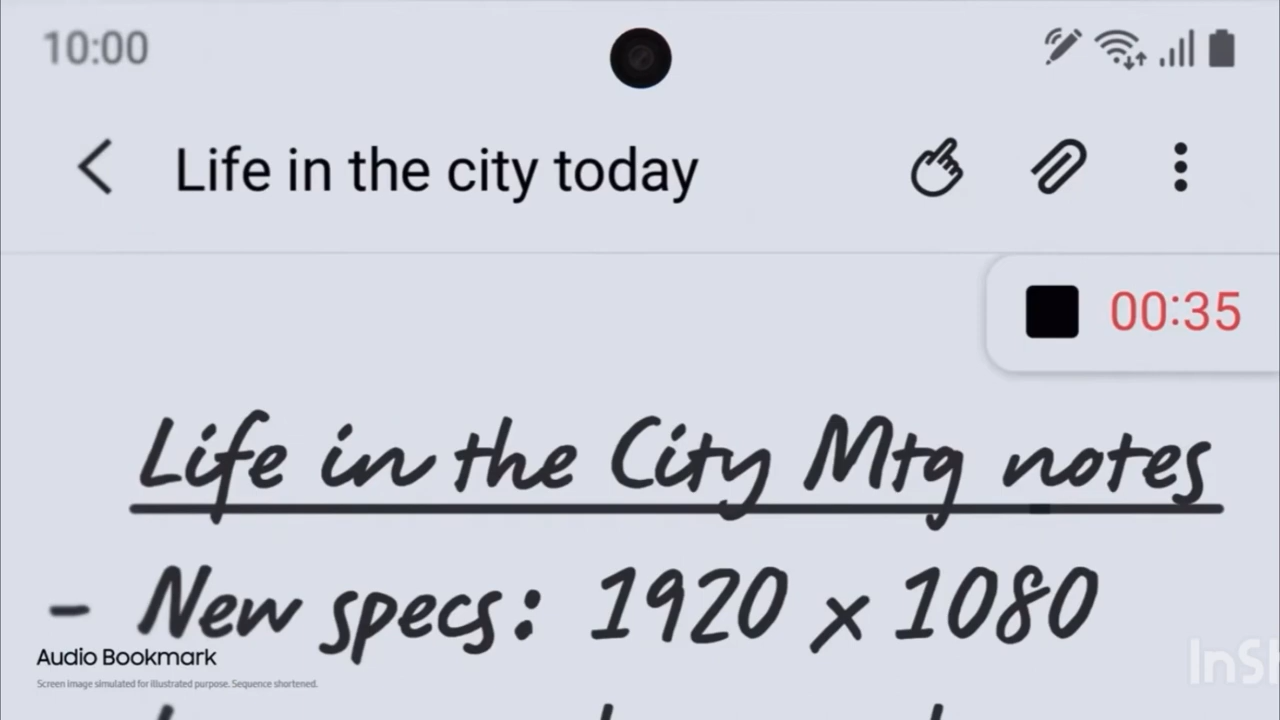 10:00
Life in the city today
00:35
Life in the City Mtg notes
- New specs: 1920 x 1080
Audio Bookmark
Screen image simulated for illustrated purpose. Sequence shortened.